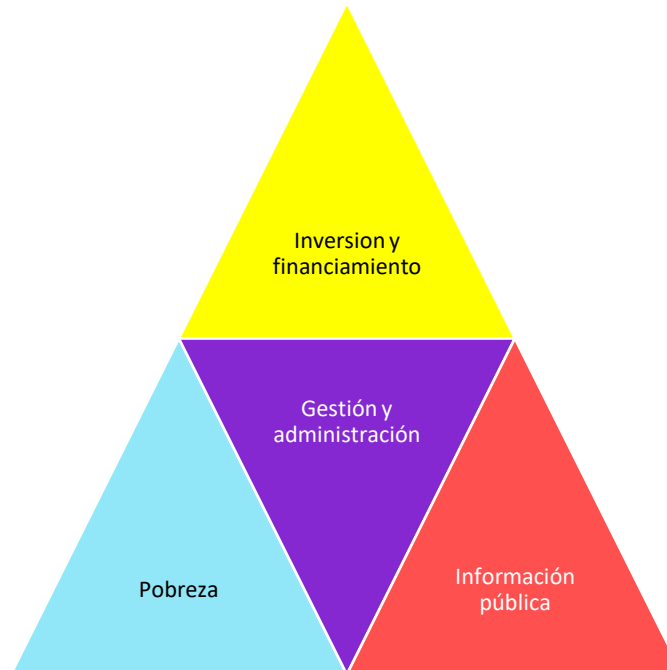 Inversion y
financiamiento
Gestión y
administración
Pobreza
Información
pública